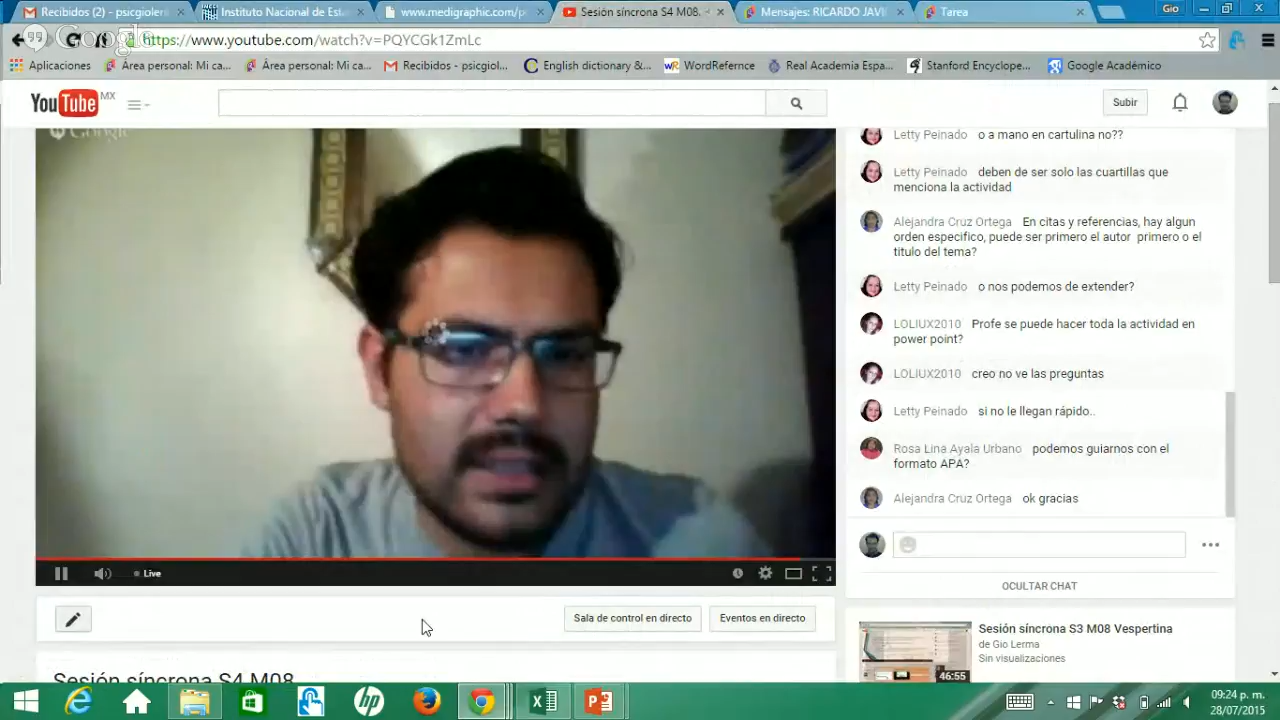 Recibidos (2) - psicgioler
Instituto Nacional de Esta
www.medigraphic.com/p
Sesión síncrona S4 M08.
Mensajes: RICARDO JAVI
Tarea
Gio
https://www.youtube.com/watch?v=PQYCGk1ZmLc
Google
Aplicaciones
Área personal: Mi ca...
Área personal: Mi ca...
Recibidos - psicgiol...
English dictionary &...
WordRefernce
Real Academia Espa...
Stanford Encyclope...
Google Académico
YouTube MX
Subir
Google
Letty Peinado o a mano en cartulina no??
Letty Peinado deben de ser solo las cuartillas que
menciona la actividad
Alejandra Cruz Ortega En citas y referencias, hay algun
orden especifico, puede ser primero el autor primero o el
titulo del tema?
Letty Peinado o nos podemos de extender?
LOLIUX2010 Profe se puede hacer toda la actividad en
power point?
LOLIUX2010 creo no ve las preguntas
Letty Peinado si no le llegan rápido..
Rosa Lina Ayala Urbano podemos guiarnos con el
formato APA?
Alejandra Cruz Ortega ok gracias
OCULTAR CHAT
Live
Sala de control en directo
Eventos en directo
Sesión síncrona S4 M08
Sesión síncrona S3 M08 Vespertina
de Gio Lerma
Sin visualizaciones
46:55
09:24 p. m.
28/07/2015